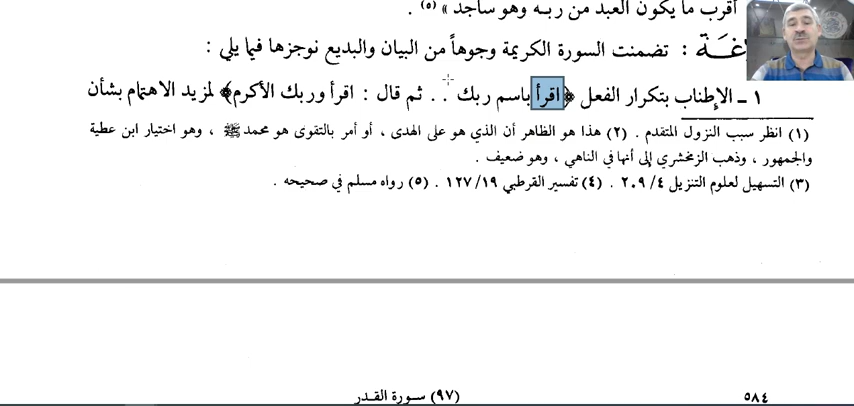 أقرب ما يكون العبد من ربه وهو ساجد » (٥) .
غَة : تضمنت السورة الكريمة وجوهاً من البيان والبديع نوجزها فيما يلي :
١ - الإطناب بتكرار الفعل ﴿اقرأ باسم ربك . . ثم قال : اقرأ وربك الأكرم﴾ لمزيد الاهتمام بشأن
(١) انظر سبب النزول المتقدم . (٢) هذا هو الظاهر أن الذي هو على الهدى ، أو أمر بالتقوى هو محمد ﷺ ، وهو اختيار ابن عطية
والجمهور ، وذهب الزمخشري إلى أنها في الناهي ، وهو ضعيف .
(٣) التسهيل لعلوم التنزيل ٤/ ٢٠٩ . (٤) تفسير القرطبي ١٩/ ١٢٧ . (٥) رواه مسلم في صحيحه .
٥٨٤ (٩٧) سورة القدر